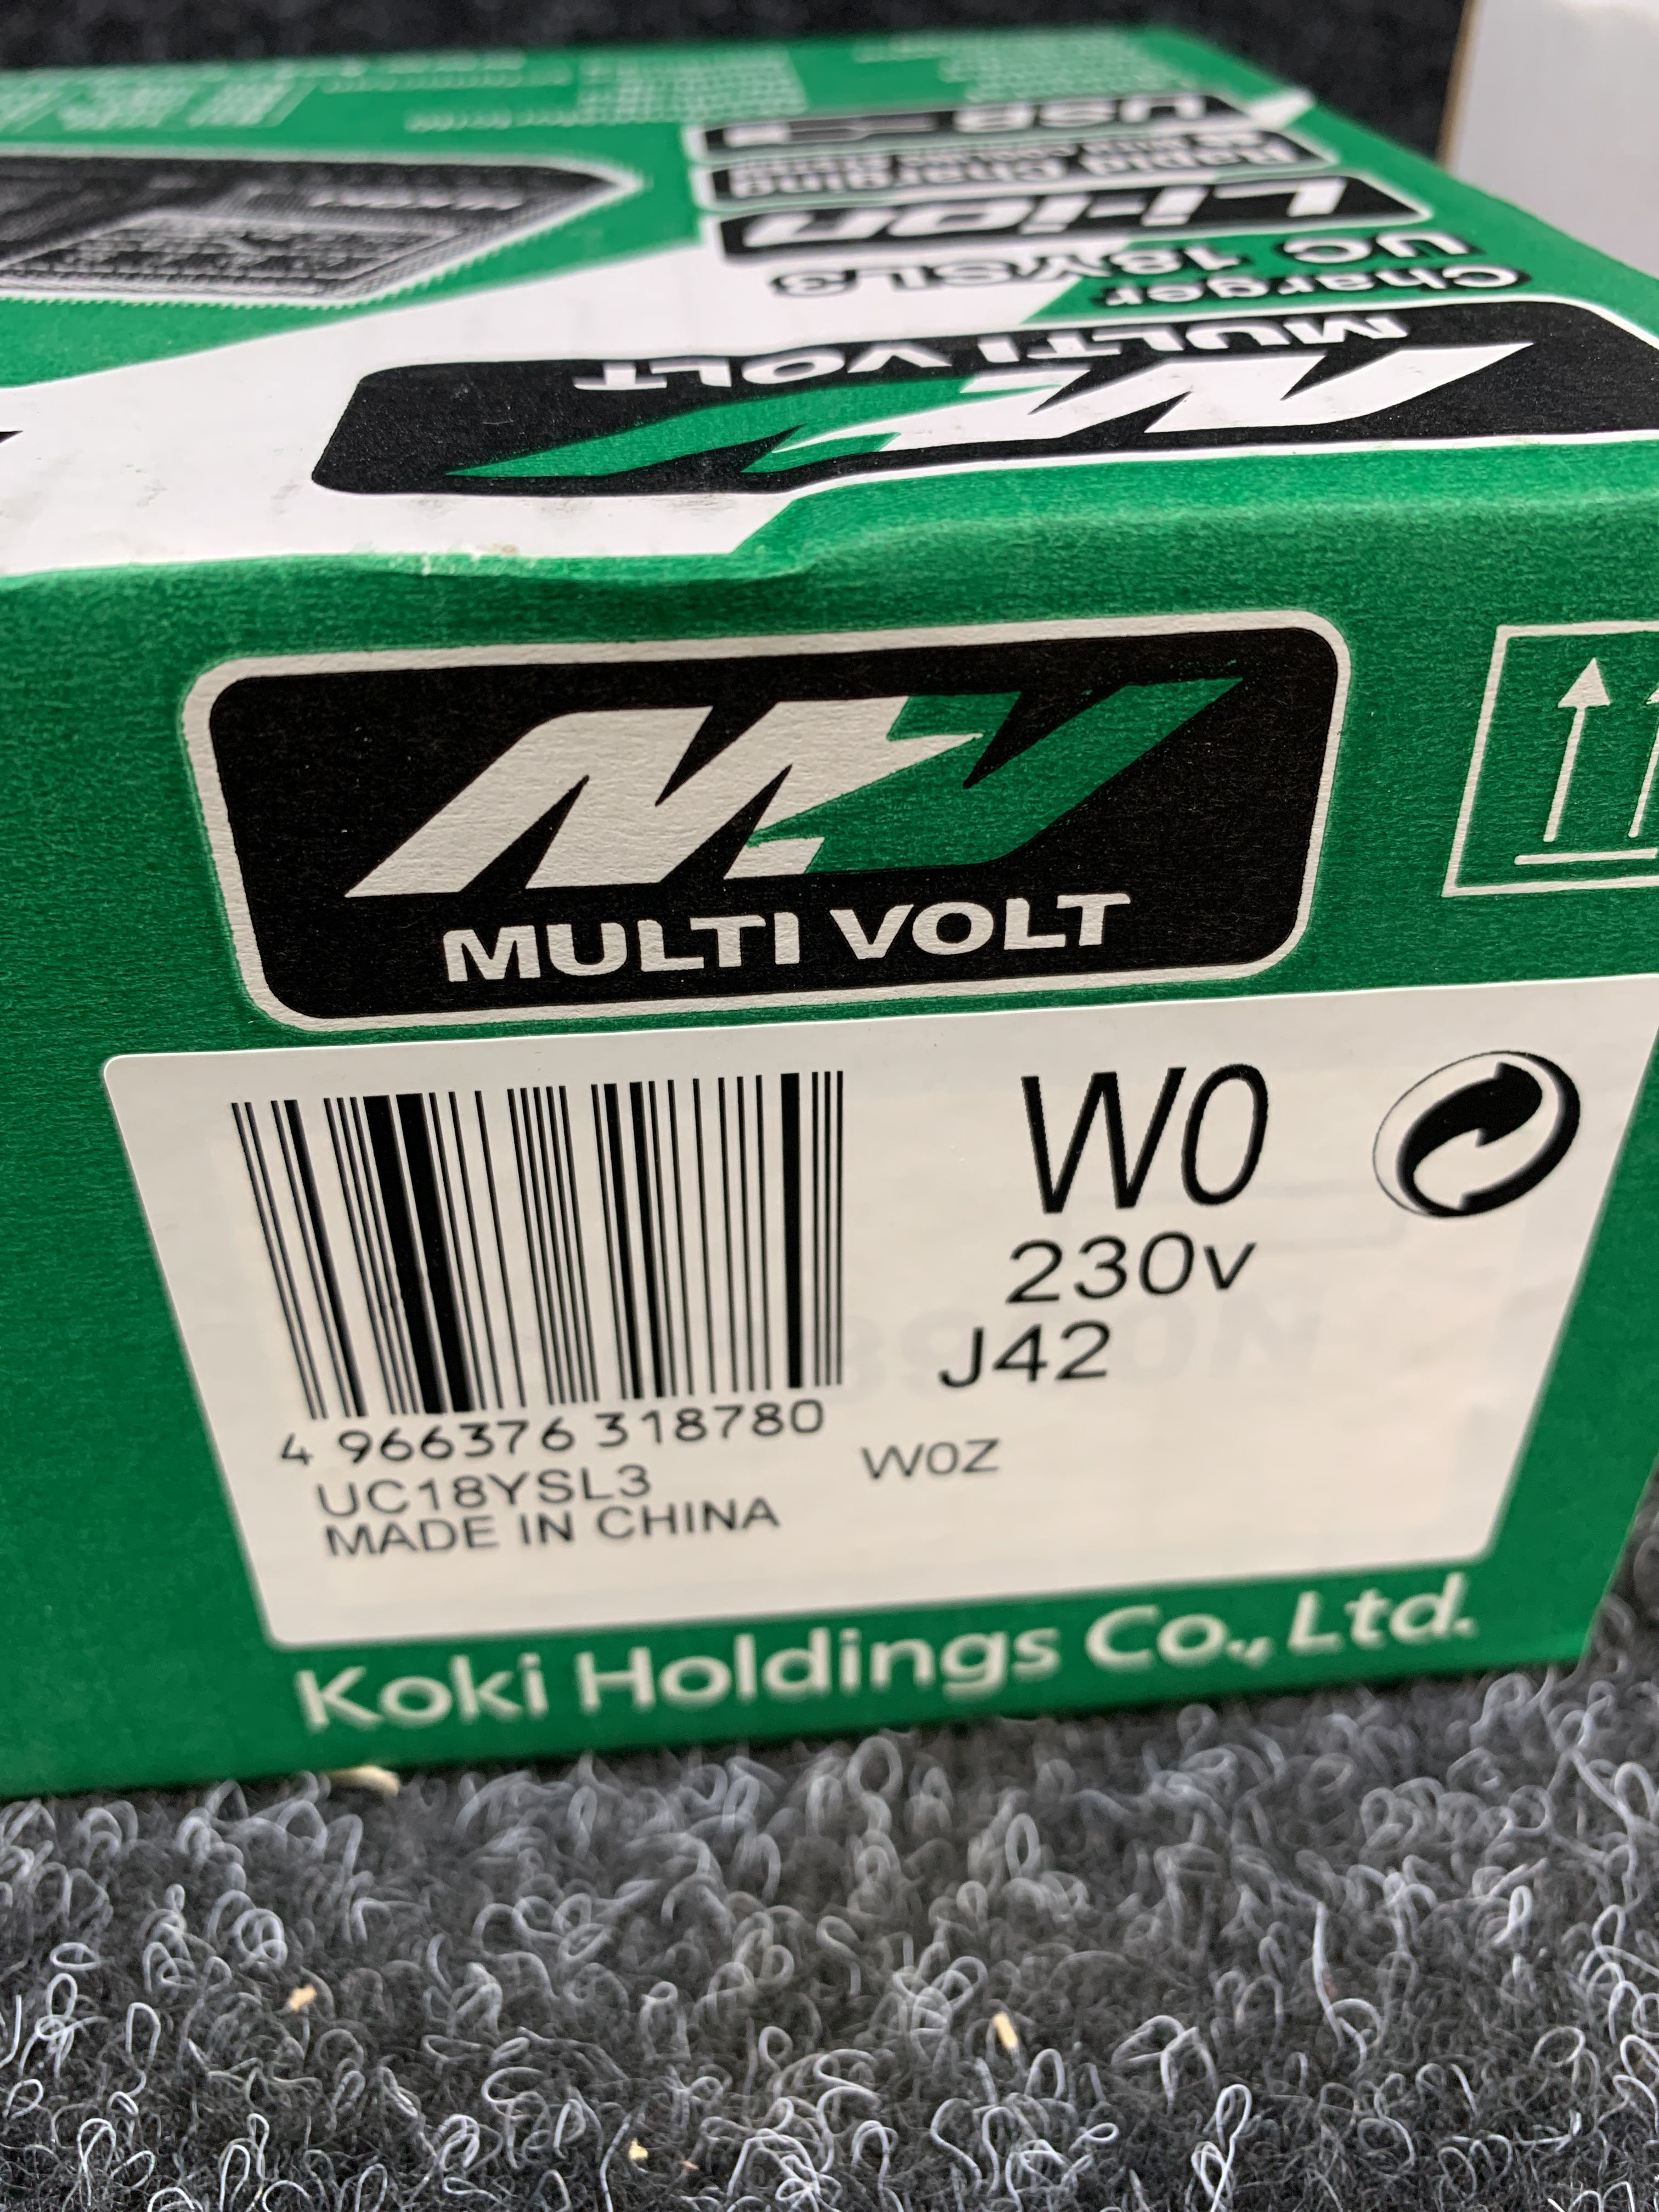 USB
Rapid Charging
Li-ion
UC 18YSL3
Charger
MULTI VOLT
MV
MULTI VOLT
W0
230v
J42
4 966376 318780
W0Z
UC18YSL3
MADE IN CHINA
Koki Holdings Co., Ltd.